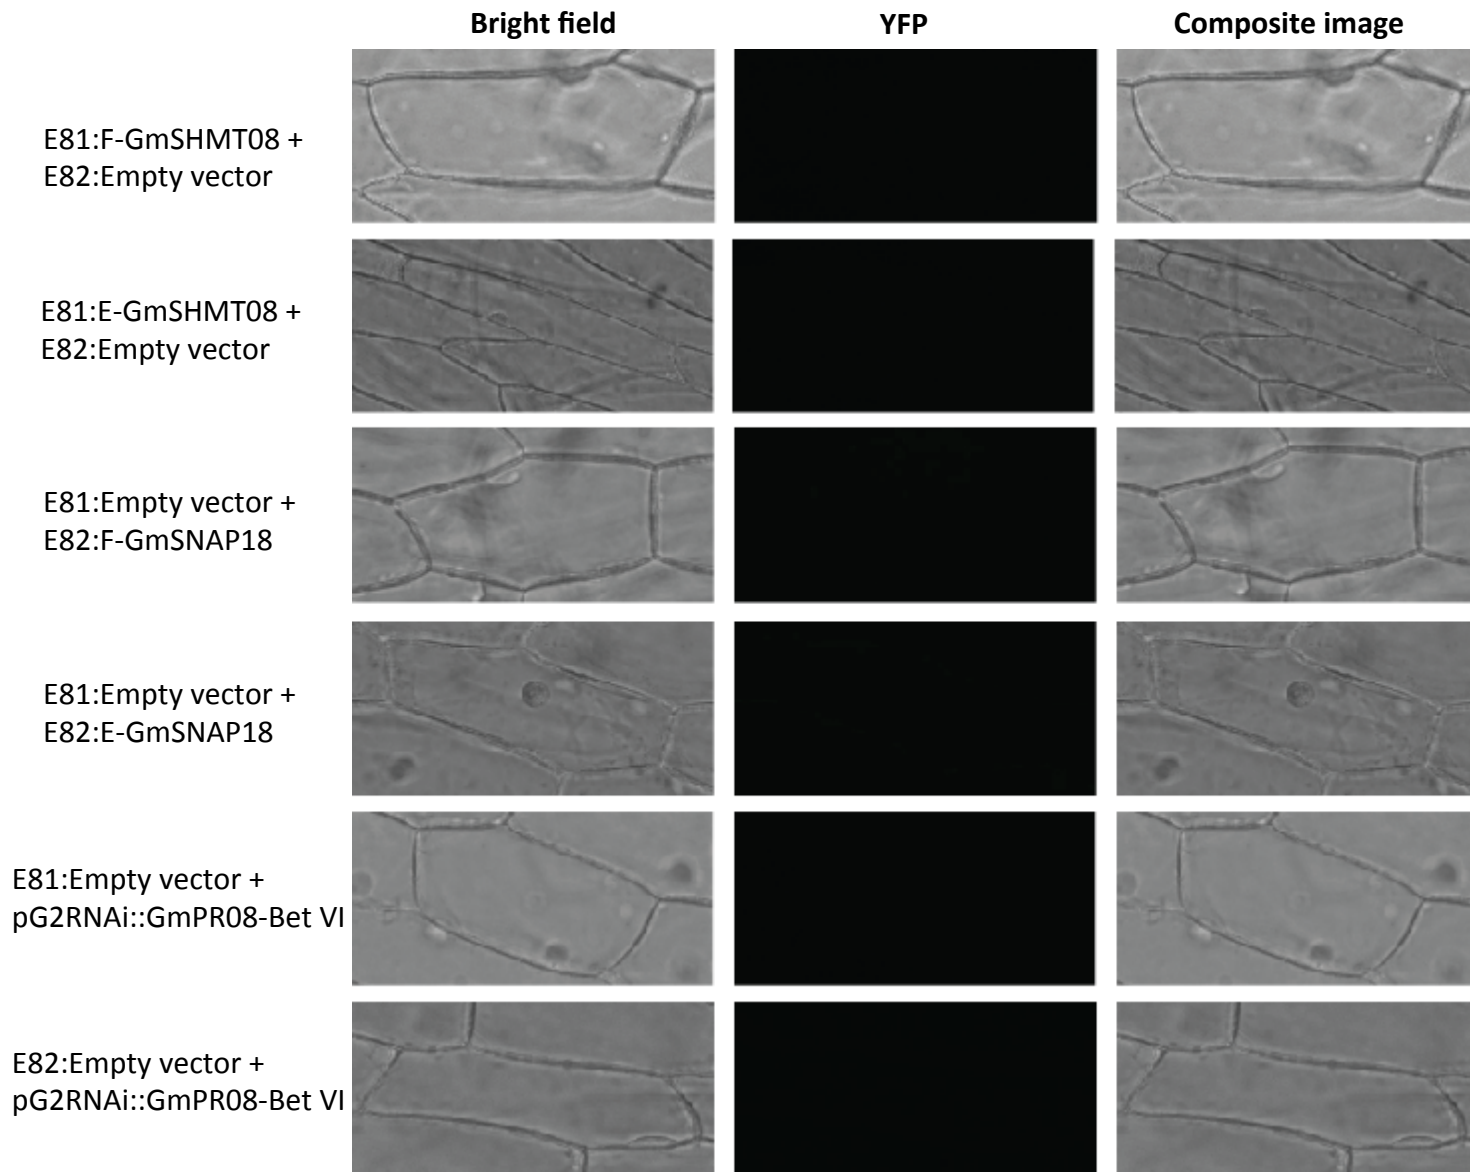 Bright field
YFP
Composite image
E81:F-GmSHMT08 +
E82:Empty vector
E81:E-GmSHMT08 +
E82:Empty vector
E81:Empty vector +
E82:F-GmSNAP18
E81:Empty vector +
E82:E-GmSNAP18
E81:Empty vector +
pG2RNAi::GmPR08-Bet VI
E82:Empty vector +
pG2RNAi::GmPR08-Bet VI